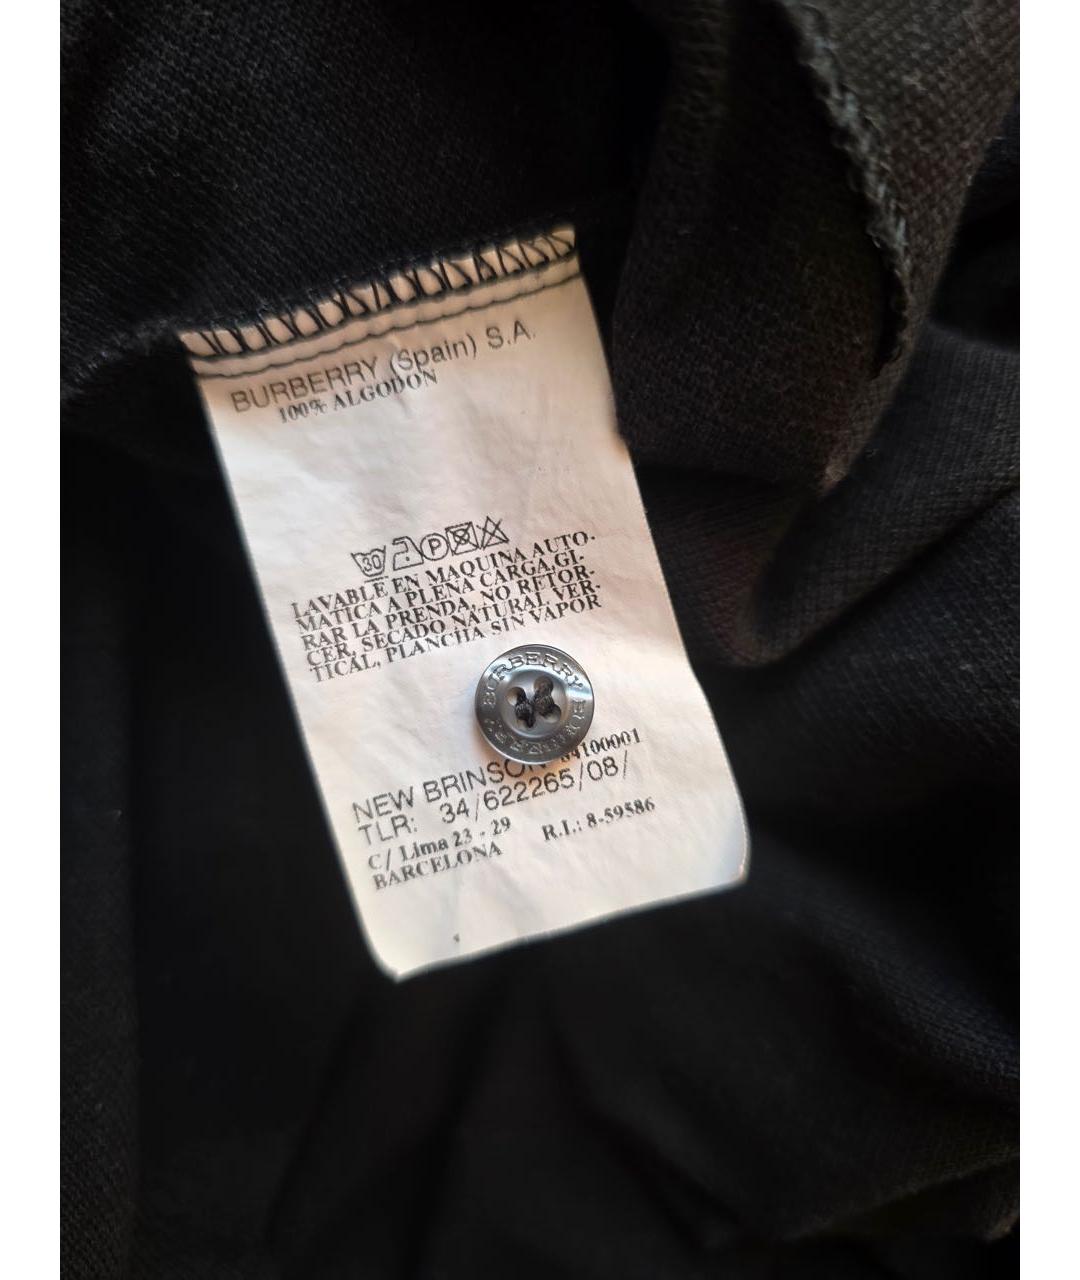 BURBERRY (Spain) S.A.
100% ALGODON
30 P
LAVABLE EN MAQUINA AUTO-
MATICA A PLENA CARGA,GI-
RAR LA PRENDA, NO RETOR-
CER, SECADO NATURAL VER-
TICAL, PLANCHA SIN VAPOR
BURBERRY
NEW BRINSON 84100001
TLR: 34/622265/08/
C/ Lima 23 - 29 R.I.: 8-59586
BARCELONA